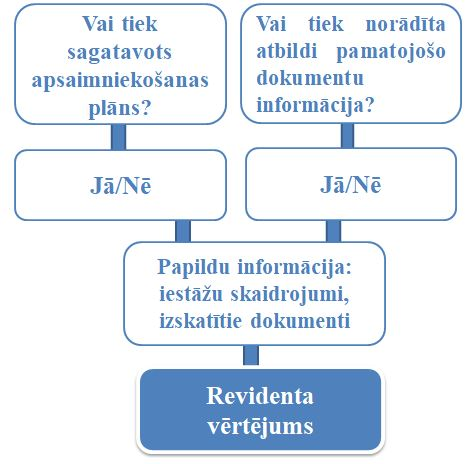 Vai tiek
sagatavots
apsaimniekošanas
plāns?
Vai tiek norādīta
atbildi pamatojošo
dokumentu
informācija?
Jā/Nē
Jā/Nē
Papildu informācija:
iestāžu skaidrojumi,
izskatītie dokumenti
Revidenta
vērtējums